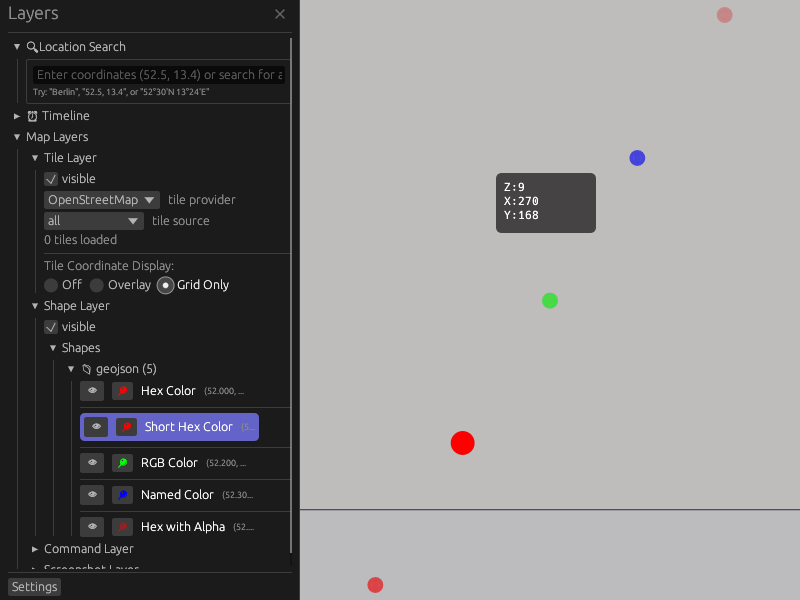 Layers
Location Search
Enter coordinates (52.5, 13.4) or search for a
Try: "Berlin", "52.5, 13.4", or "52°30'N 13°24'E"
Timeline
Map Layers
Tile Layer
visible
OpenStreetMap tile provider
all tile source
0 tiles loaded
Tile Coordinate Display:
Off Overlay Grid Only
Shape Layer
visible
Shapes
geojson (5)
Hex Color (52.000, ...
Short Hex Color (5...
RGB Color (52.200, ...
Named Color (52.30...
Hex with Alpha (52....
Command Layer
Screenshot Layer
Settings
Z:9
X:270
Y:168